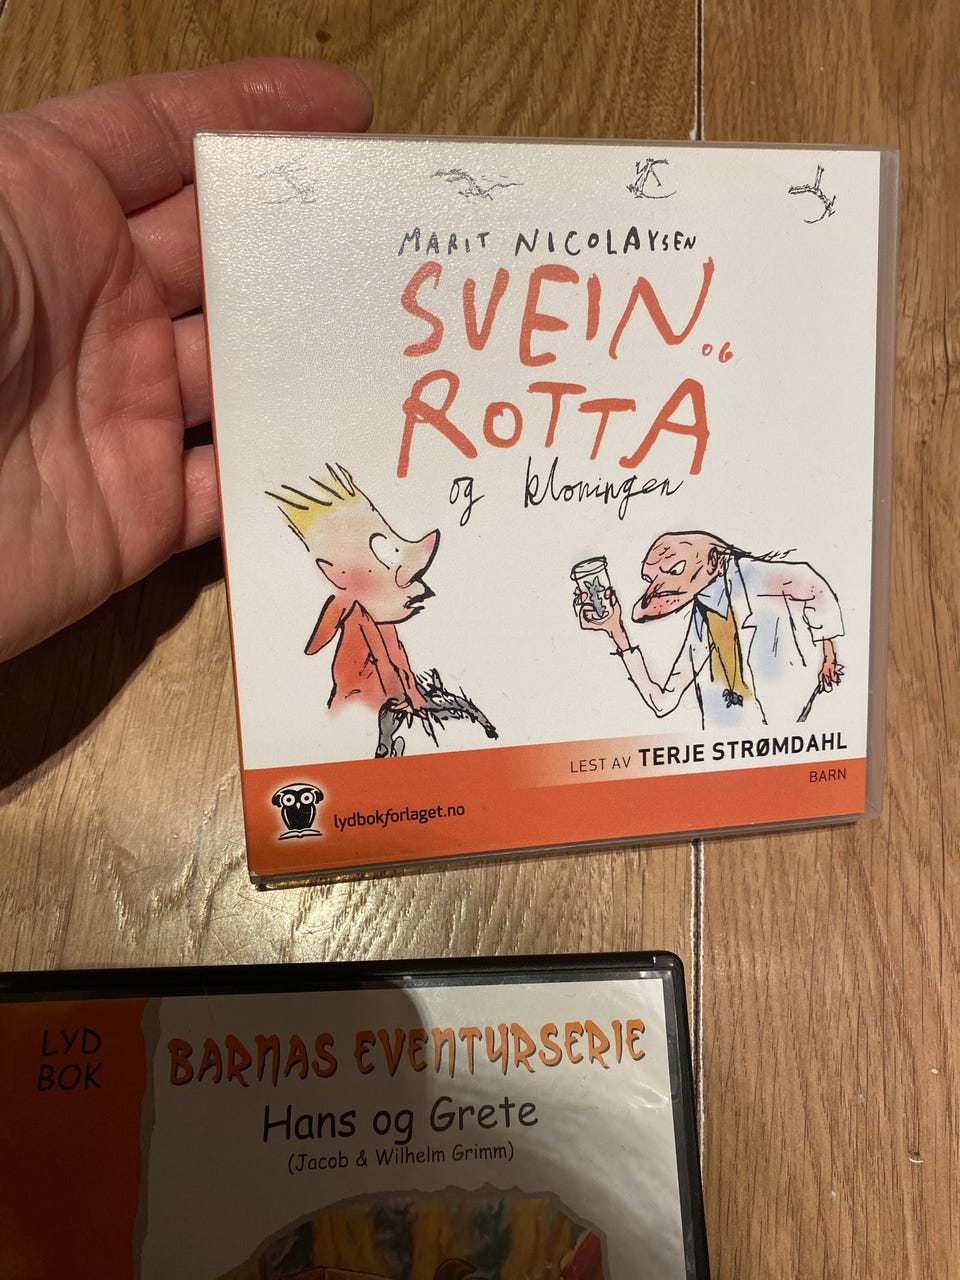 MARIT NICOLAYSEN
SVEIN OG
ROTTA
og kloningen
LEST AV TERJE STRØMDAHL
BARN
lydbokforlaget.no
LYD
BOK
BARNAS EVENTYRSERIE
Hans og Grete
(Jacob & Wilhelm Grimm)